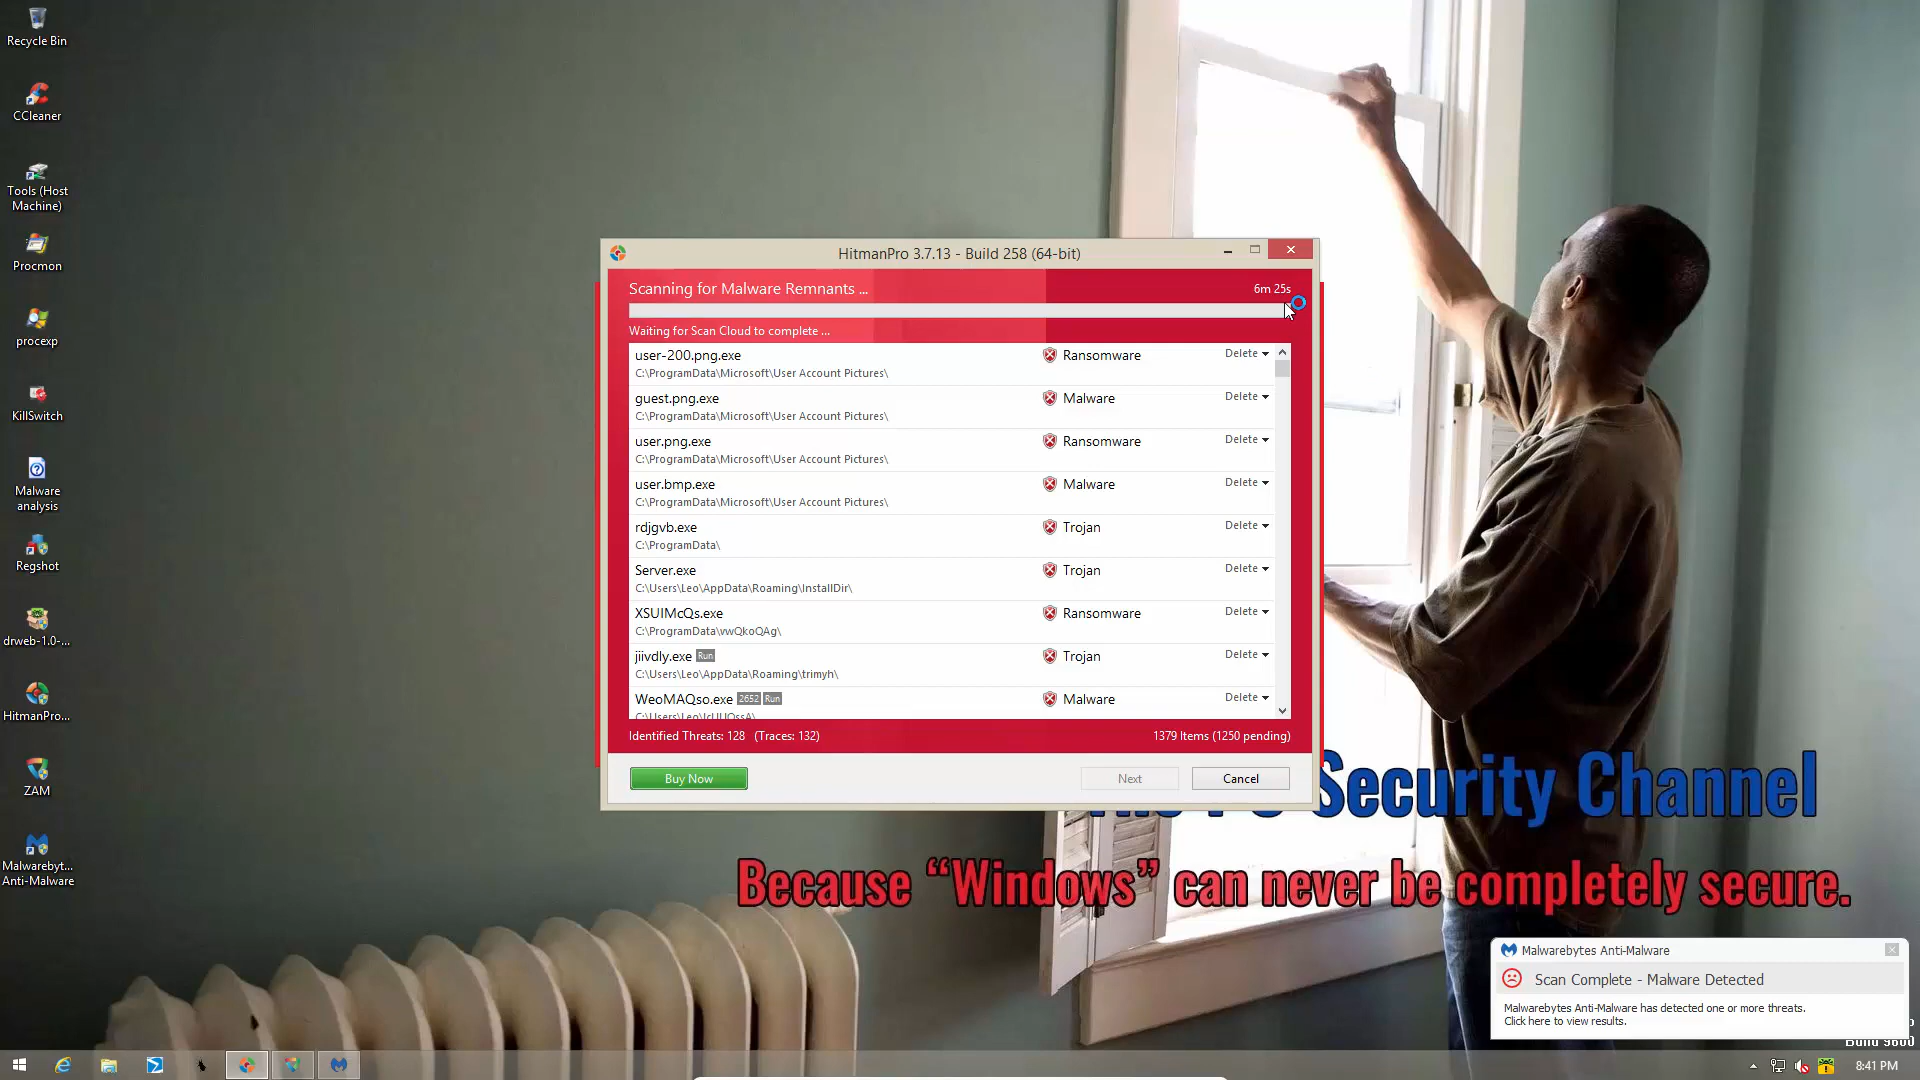 Recycle Bin
CCleaner
Tools (Host
Machine)
Procmon
procexp
KillSwitch
Malware
analysis
Regshot
drweb-1.0-...
HitmanPro...
ZAM
Malwarebyt...
Anti-Malware
HitmanPro 3.7.13 - Build 258 (64-bit)
Scanning for Malware Remnants ...
6m 25s
Waiting for Scan Cloud to complete ...
user-200.png.exe Ransomware Delete
C:\ProgramData\Microsoft\User Account Pictures\
guest.png.exe Malware Delete
C:\ProgramData\Microsoft\User Account Pictures\
user.png.exe Ransomware Delete
C:\ProgramData\Microsoft\User Account Pictures\
user.bmp.exe Malware Delete
C:\ProgramData\Microsoft\User Account Pictures\
rdjgvb.exe Trojan Delete
C:\ProgramData\
Server.exe Trojan Delete
C:\Users\Leo\AppData\Roaming\InstallDir\
XSUIMcQs.exe Ransomware Delete
C:\ProgramData\vwQkoQAg\
jiivdly.exe Run Trojan Delete
C:\Users\Leo\AppData\Roaming\trimyh\
WeoMAQso.exe 2652 Run Malware Delete
C:\Users\Leo\IcUUQssA\
Identified Threats: 128 (Traces: 132)
1379 Items (1250 pending)
Buy Now
Next
Cancel
Security Channel
Because “Windows” can never be completely secure.
Malwarebytes Anti-Malware
Scan Complete - Malware Detected
Malwarebytes Anti-Malware has detected one or more threats.
Click here to view results.
Build 9600
8:41 PM